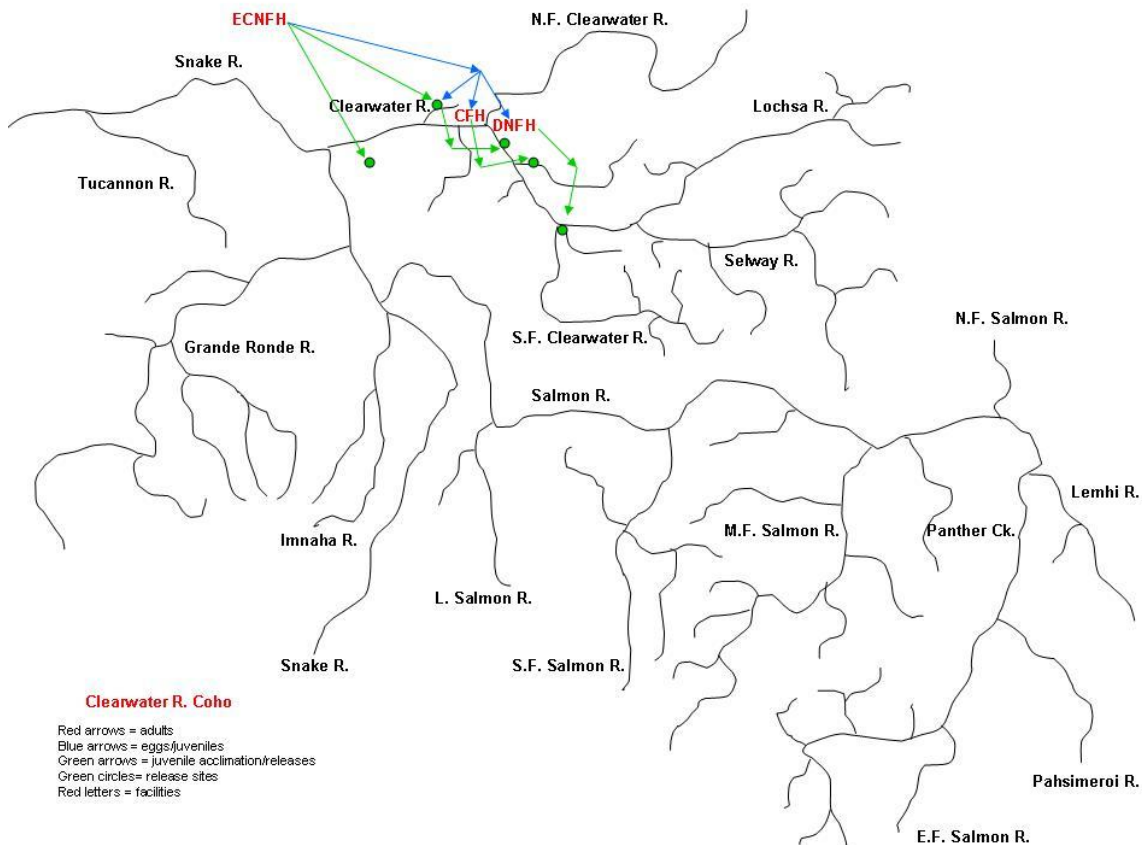 ECNFH
N.F. Clearwater R.
Snake R.
Clearwater R.
Lochsa R.
CFH
DNFH
Tucannon R.
Selway R.
N.F. Salmon R.
S.F. Clearwater R.
Grande Ronde R.
Salmon R.
Lemhi R.
Imnaha R.
M.F. Salmon R.
Panther Ck.
L. Salmon R.
Snake R.
S.F. Salmon R.
Clearwater R. Coho
Red arrows = adults
Blue arrows = eggs/juveniles
Green arrows = juvenile acclimation/releases
Green circles= release sites
Red letters = facilities
Pahsimeroi R.
E.F. Salmon R.